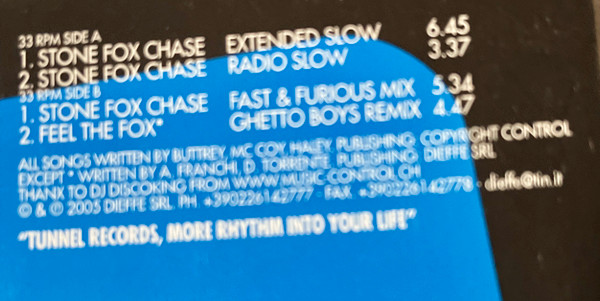 33 RPM SIDE A
1. STONE FOX CHASE EXTENDED SLOW 6.45
2. STONE FOX CHASE RADIO SLOW 3.37
33 RPM SIDE B
1. STONE FOX CHASE FAST & FURIOUS MIX 5.34
2. FEEL THE FOX* GHETTO BOYS REMIX 4.47
ALL SONGS WRITTEN BY BUTTREY, MC COY, HALEY, PUBLISHING COPYRIGHT CONTROL
EXCEPT * WRITTEN BY A. FRANCHI, D. TORRENTE, PUBLISHING DIEFFE SRL
THANX TO DJ DISCOKING FROM WWW.MUSIC-CONTROL.CH
© & ℗ 2005 DIEFFE SRL PH +390226142777 - FAX +390226142778 - dieffe@tin.it
"TUNNEL RECORDS, MORE RHYTHM INTO YOUR LIFE"